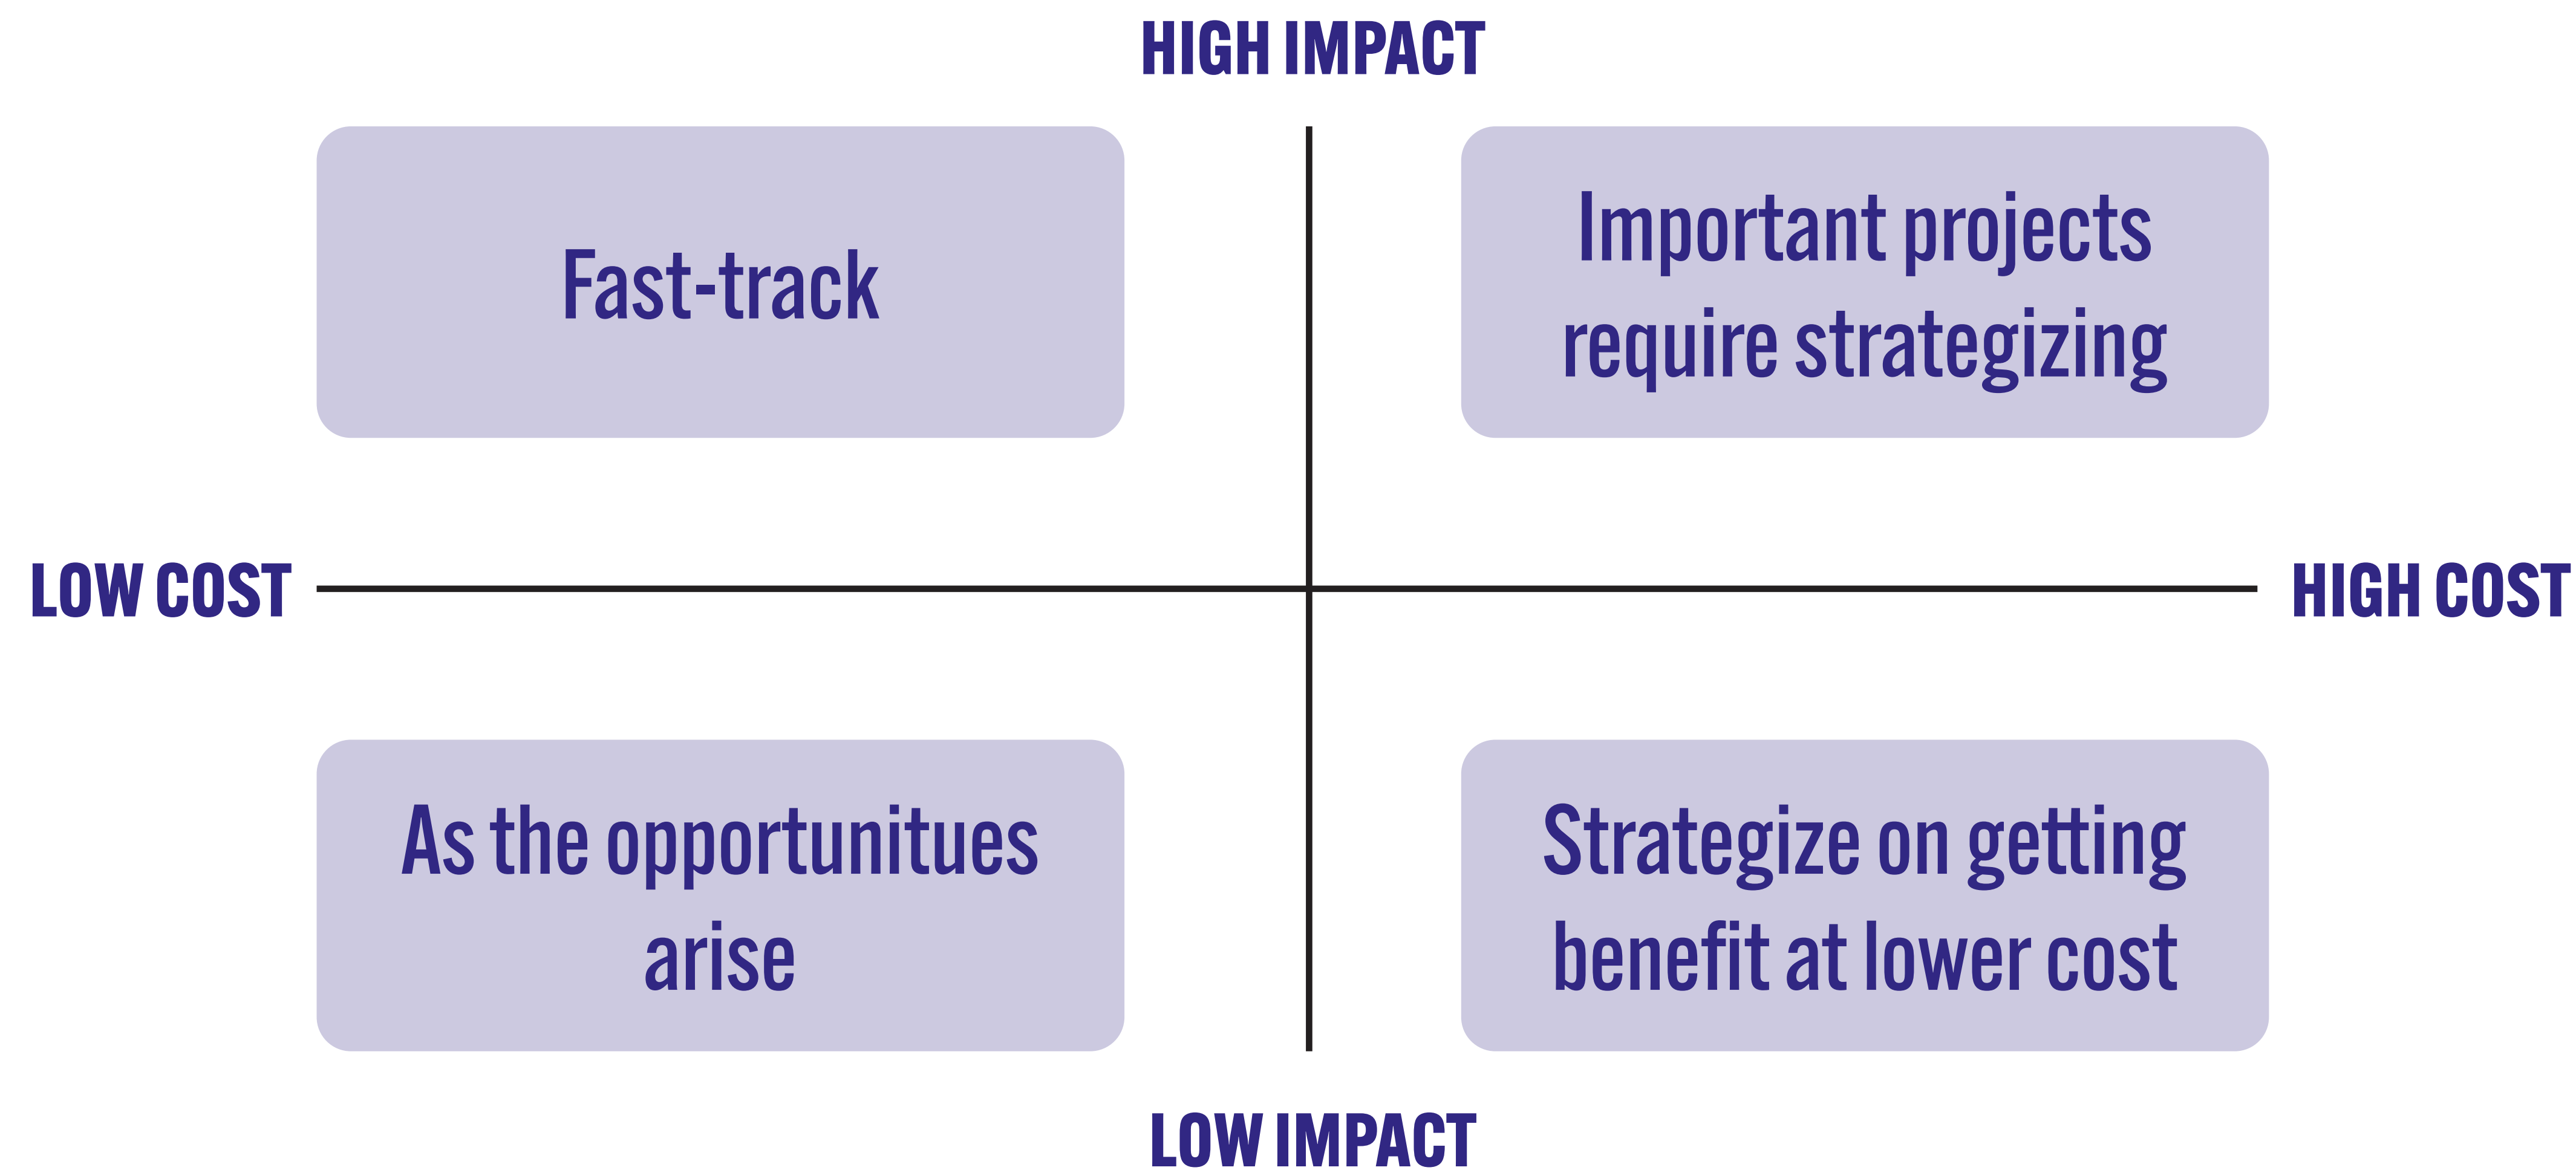 HIGH IMPACT
Fast-track
Important projects
require strategizing
LOW COST
HIGH COST
As the opportunitues
arise
Strategize on getting
benefit at lower cost
LOW IMPACT